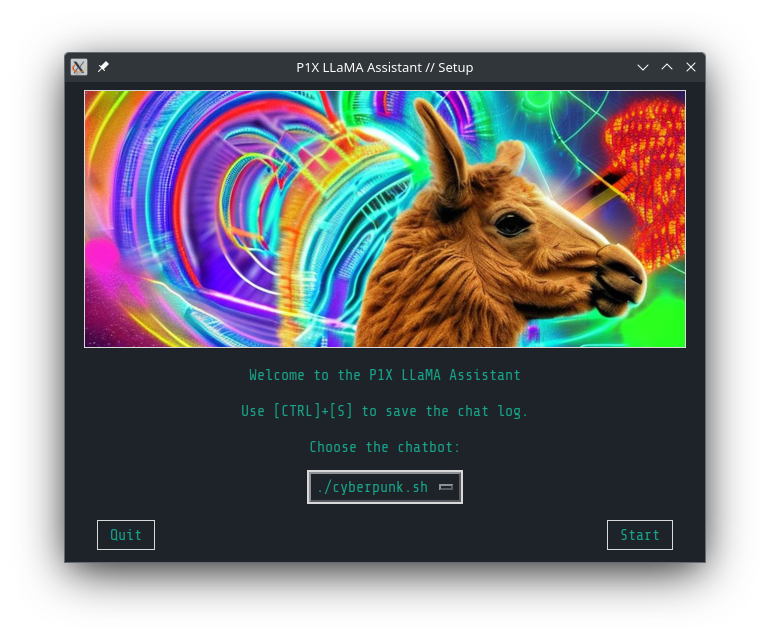 P1X LLaMA Assistant // Setup
Welcome to the P1X LLaMA Assistant
Use [CTRL]+[S] to save the chat log.
Choose the chatbot:
./cyberpunk.sh
Quit
Start